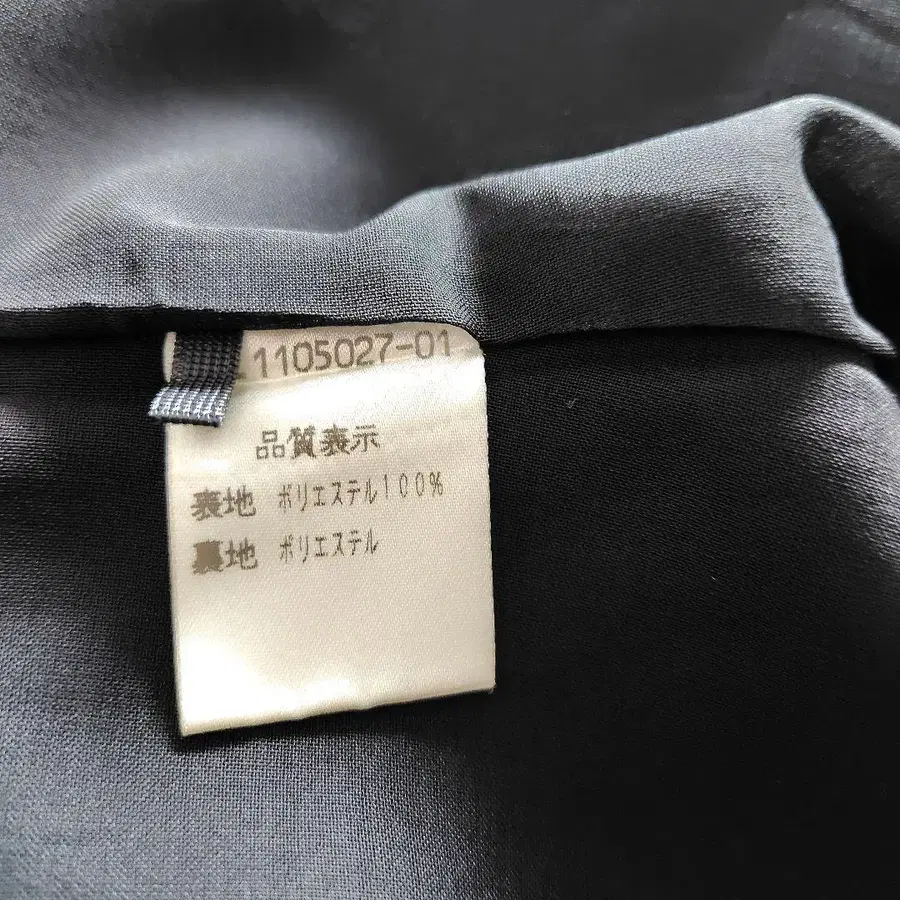 1105027-01
品質表示
表地 ポリエステル100%
裏地 ポリエステル